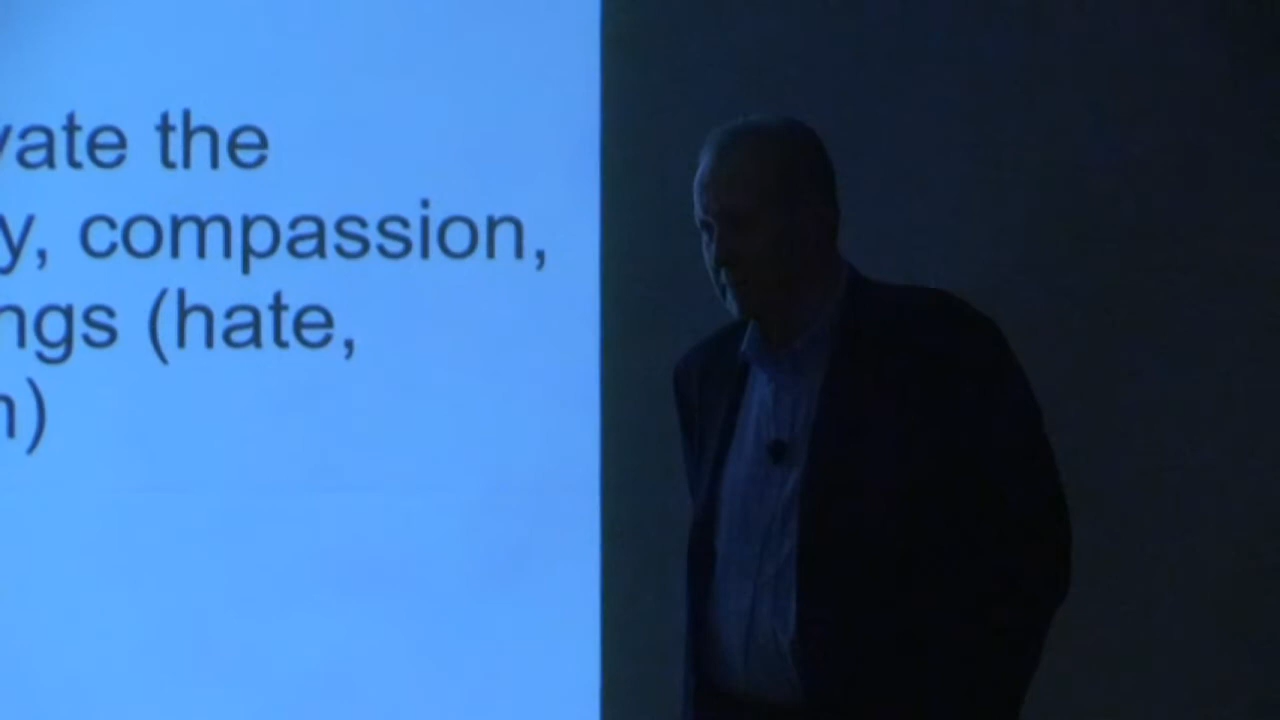 vate the
y, compassion,
ngs (hate,
n)